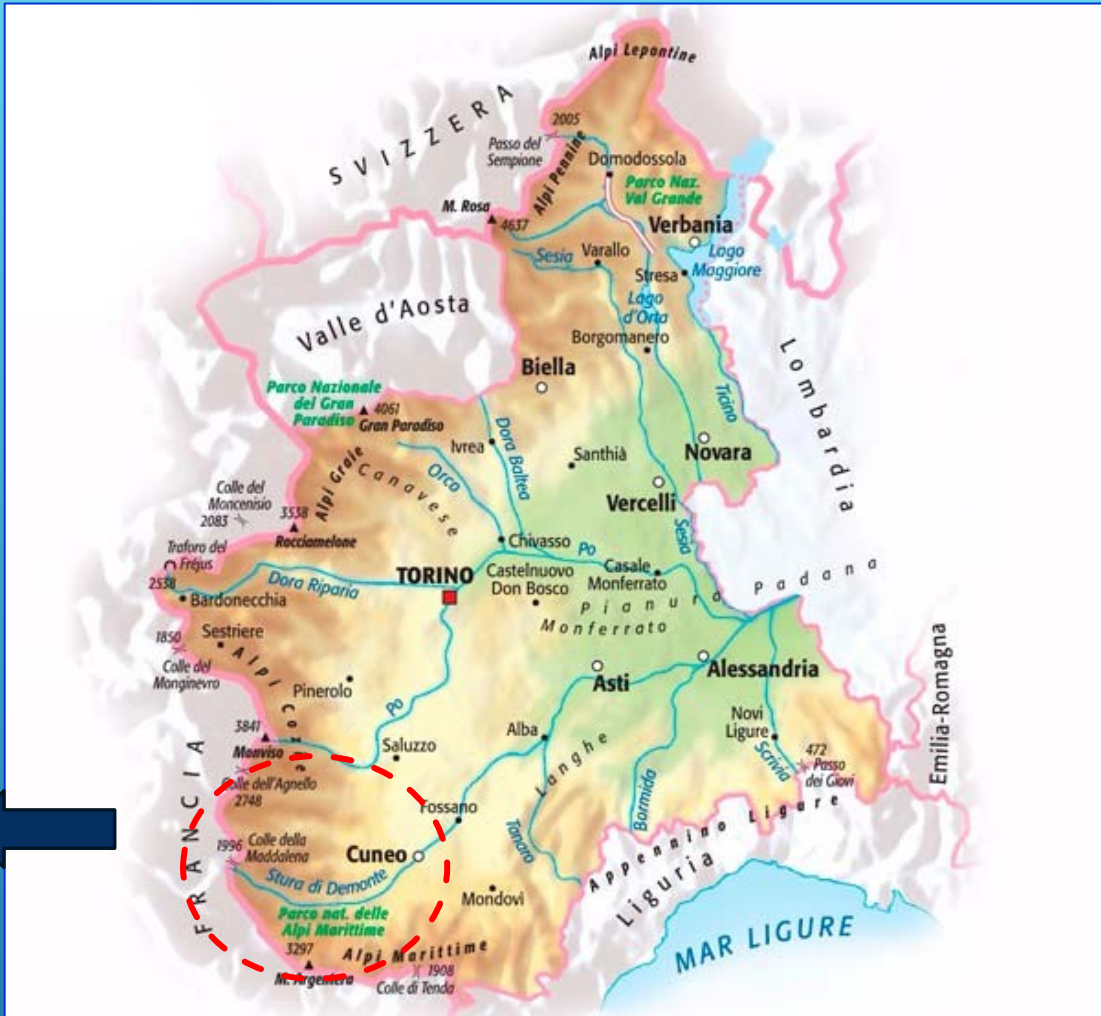 Alpi Lepontine
SVIZZERA
2005
Passo del
Sempione
Alpi Pennine
Domodossola
Parco Naz.
Val Grande
M. Rosa
4637
Verbania
Sesia
Varallo
Lago
Maggiore
Stresa
Valle d'Aosta
Lago
d'Orta
Borgomanero
Lombardia
Biella
Parco Nazionale
del Gran
Paradiso
4061
Gran Paradiso
Ticino
Dora Baltea
Ivrea
Novara
Santhià
Alpi Graie
Canavese
Orco
Colle del
Moncenisio
2083
3538
Rocciamelone
Vercelli
Sesia
Chivasso
Po
Traforo del
Fréjus
2538
Bardonecchia
Dora Riparia
TORINO
Castelnuovo
Don Bosco
Casale
Monferrato
Pianura Padana
Monferrato
Sestriere
1850
Colle del
Monginevro
Alpi Cozie
Pinerolo
Asti
Alessandria
Emilia-Romagna
Po
3841
Monviso
Saluzzo
Alba
Novi
Ligure
Langhe
Scrivia
472
Passo
dei Giovi
FRANCIA
Colle dell'Agnello
2748
Fossano
Bormida
Tanaro
1996
Colle della
Maddalena
Cuneo
Stura di Demonte
Appennino Ligure
Liguria
Mondovì
Parco nat. delle
Alpi Marittime
3297
M. Argentera
Alpi Marittime
1908
Colle di Tenda
MAR LIGURE